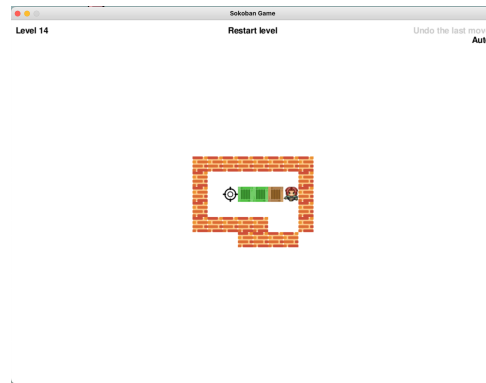 Sokoban Game
Level 14
Restart level
Undo the last mov
Aut